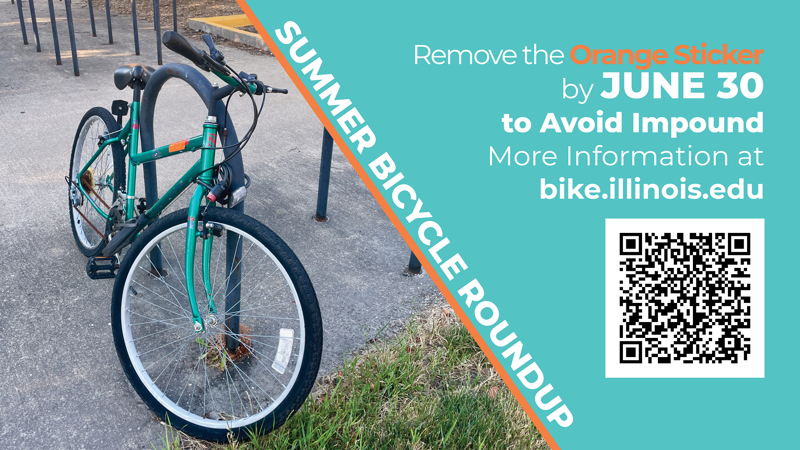 SUMMER BICYCLE ROUNDUP
Remove the Orange Sticker
by JUNE 30
to Avoid Impound
More Information at
bike.illinois.edu